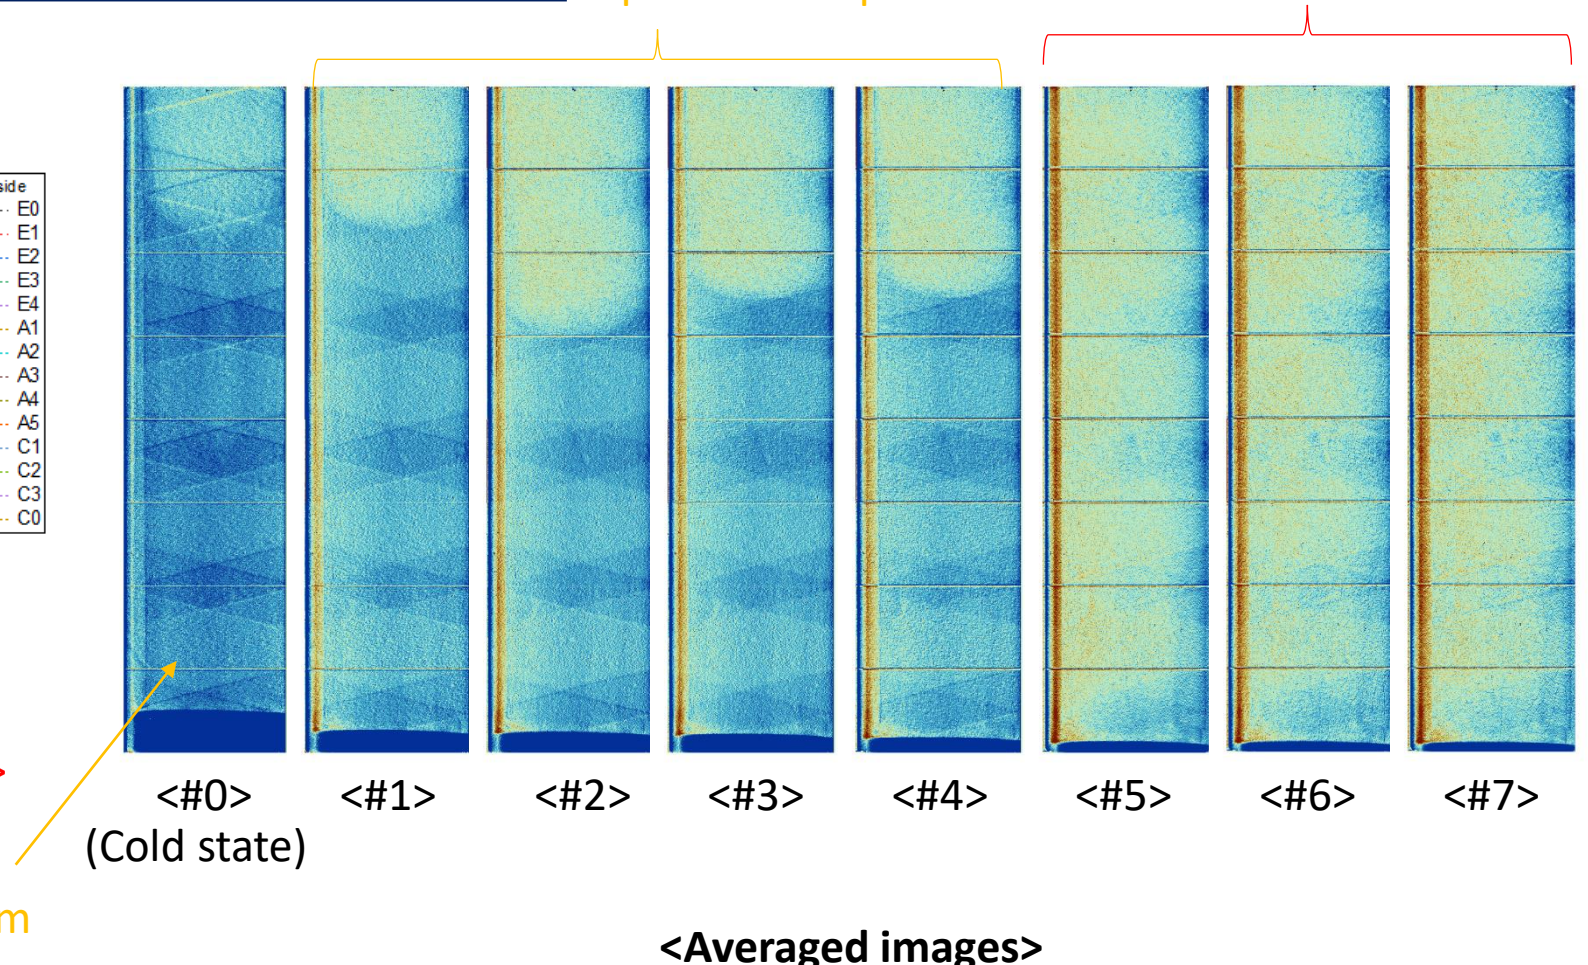 E0
E1
E2
E3
E4
A1
A2
A3
A4
A5
C1
C2
C3
C0
<#0>
<#1>
<#2>
<#3>
<#4>
<#5>
<#6>
<#7>
(Cold state)
<Averaged images>